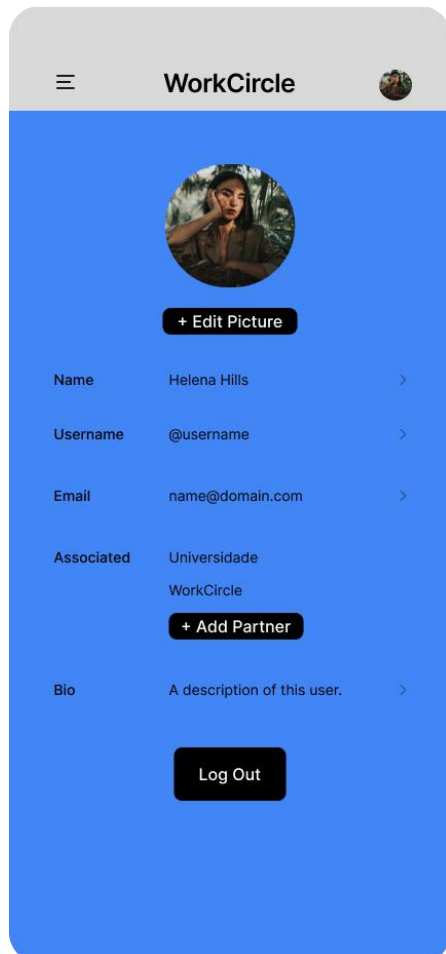 WorkCircle
+ Edit Picture
Name Helena Hills
Username @username
Email name@domain.com
Associated Universidade
WorkCircle
+ Add Partner
Bio A description of this user.
Log Out